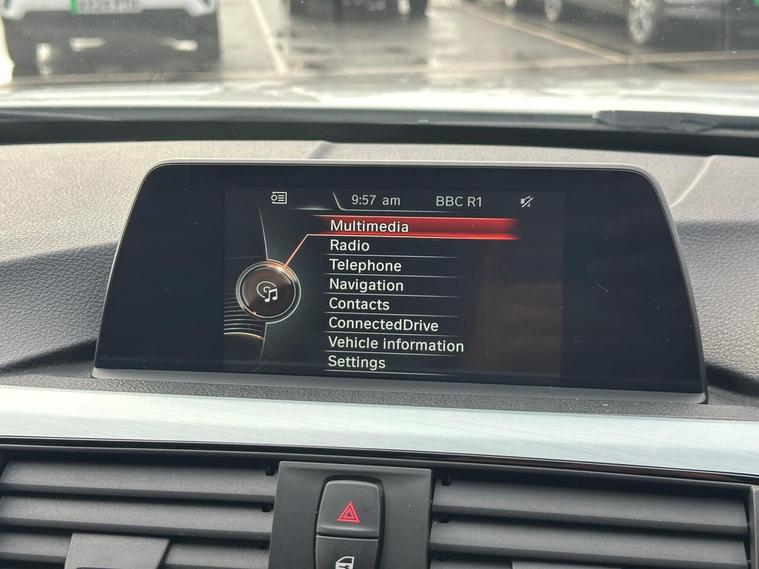 9:57 am BBC R1
Multimedia
Radio
Telephone
Navigation
Contacts
ConnectedDrive
Vehicle information
Settings